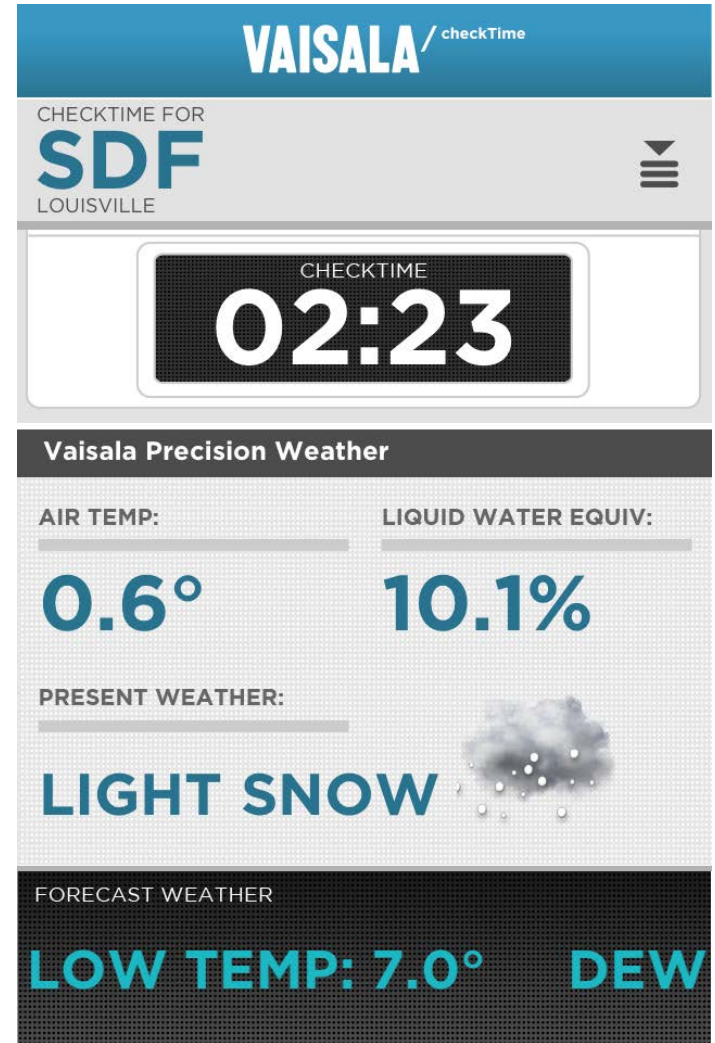 VAISALA/ checkTime
CHECKTIME FOR
SDF
LOUISVILLE
CHECKTIME
02:23
Vaisala Precision Weather
AIR TEMP:
LIQUID WATER EQUIV:
0.6°
10.1%
PRESENT WEATHER:
LIGHT SNOW
FORECAST WEATHER
LOW TEMP: 7.0° DEW